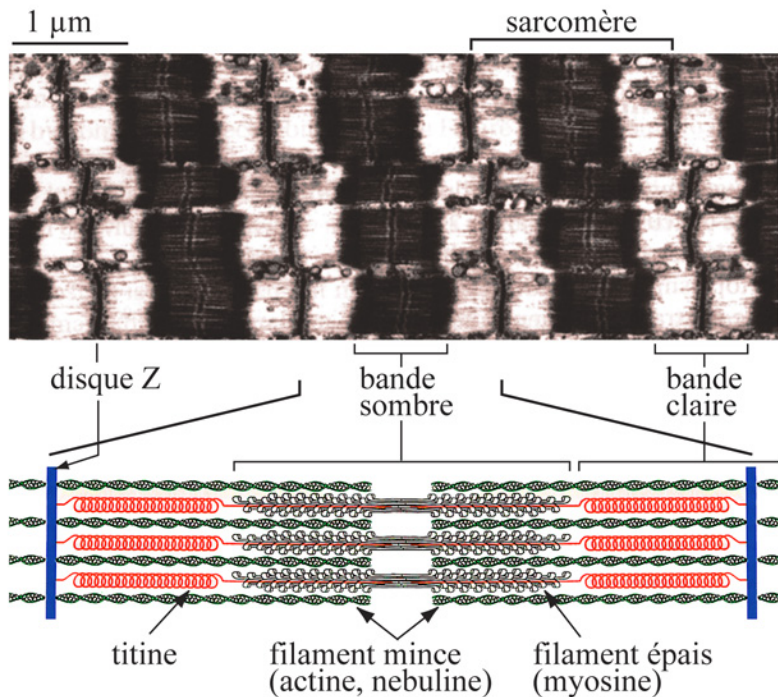 1 µm
sarcomère
disque Z
bande
sombre
bande
claire
titine
filament mince
(actine, nebuline)
filament épais
(myosine)